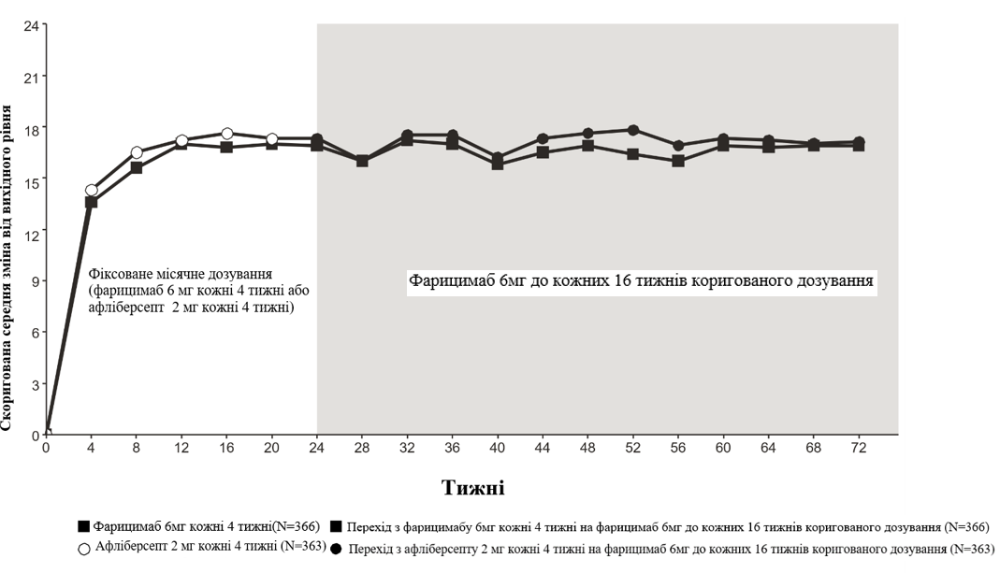 24
21
18
15
12
9
6
3
0
Скоригована середня зміна від вихідного рівня
Фіксоване місячне дозування
(фарицимаб 6 мг кожні 4 тижні або
афліберсепт 2 мг кожні 4 тижні)
Фарицимаб 6мг до кожних 16 тижнів коригованого дозування
0 4 8 12 16 20 24 28 32 36 40 44 48 52 56 60 64 68 72
Тижні
Фарицимаб 6мг кожні 4 тижні(N=366) Перехід з фарицимабу 6мг кожні 4 тижні на фарицимаб 6мг до кожних 16 тижнів коригованого дозування (N=366)
Афліберсепт 2 мг кожні 4 тижні (N=363) Перехід з афліберсепту 2 мг кожні 4 тижні на фарицимаб 6мг до кожних 16 тижнів коригованого дозування (N=363)